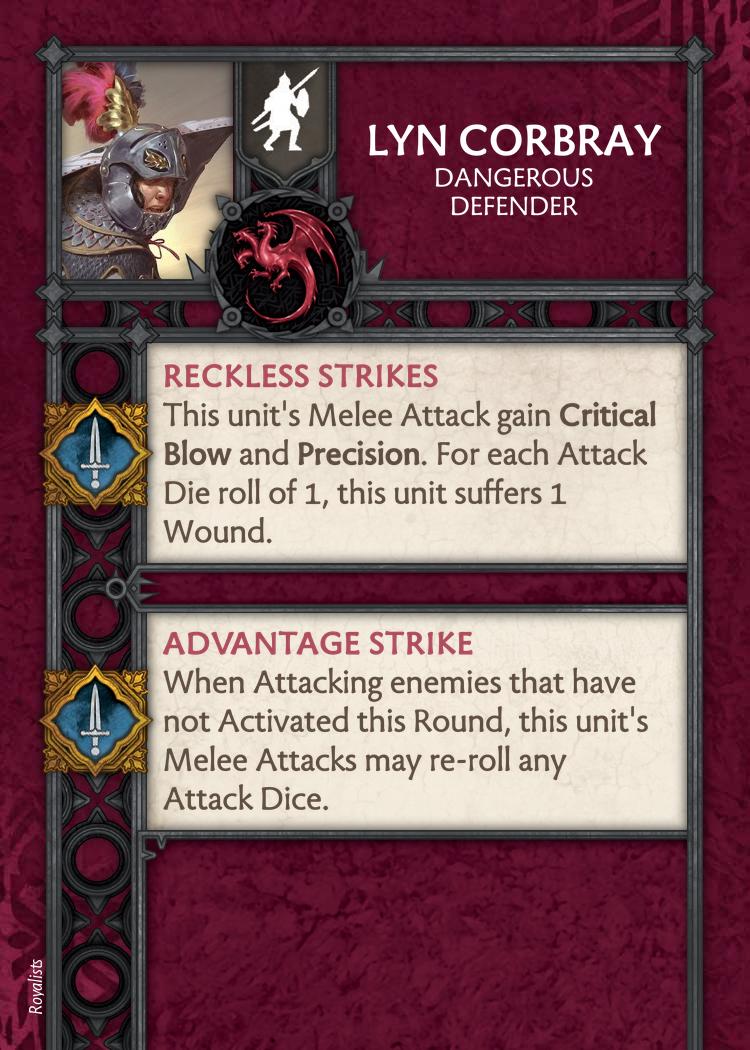 LYN CORBRAY
DANGEROUS
DEFENDER
RECKLESS STRIKES
This unit's Melee Attack gain Critical
Blow and Precision. For each Attack
Die roll of 1, this unit suffers 1
Wound.
ADVANTAGE STRIKE
When Attacking enemies that have
not Activated this Round, this unit's
Melee Attacks may re-roll any
Attack Dice.
Royalists